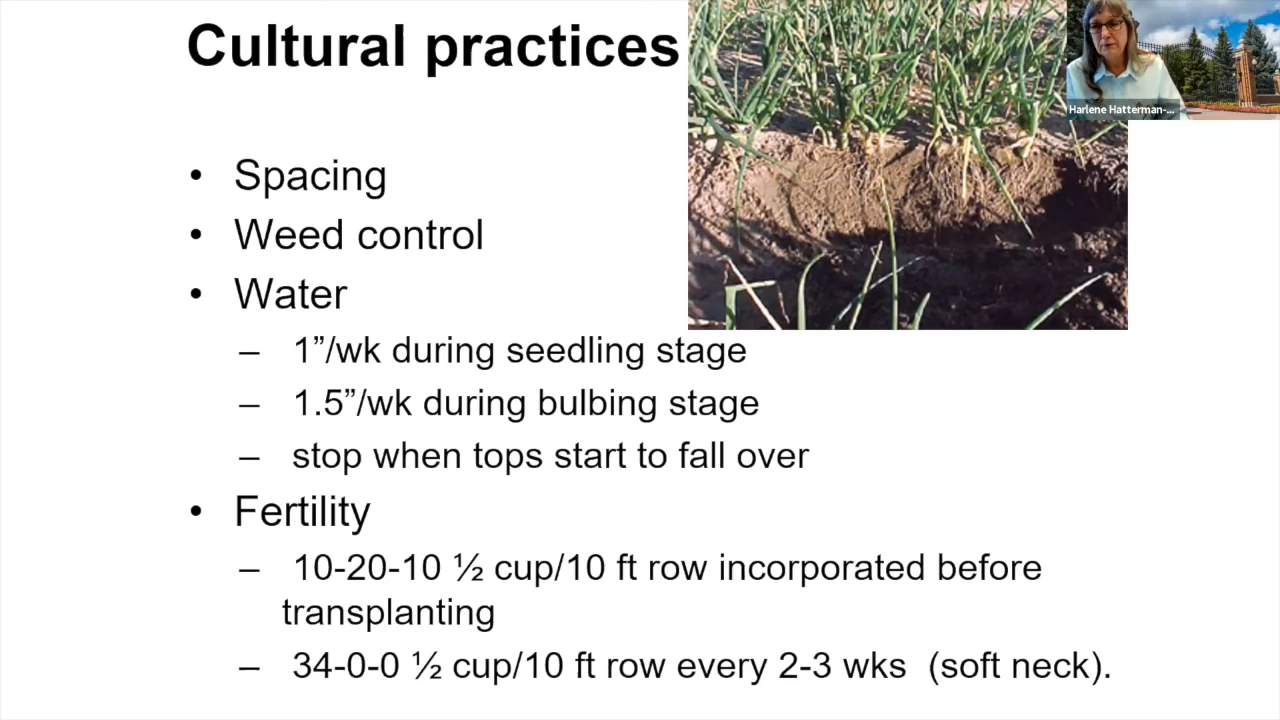 Cultural practices
Harlene Hatterman-...
• Spacing
• Weed control
• Water
– 1”/wk during seedling stage
– 1.5”/wk during bulbing stage
– stop when tops start to fall over
• Fertility
– 10-20-10 ½ cup/10 ft row incorporated before
transplanting
– 34-0-0 ½ cup/10 ft row every 2-3 wks (soft neck).